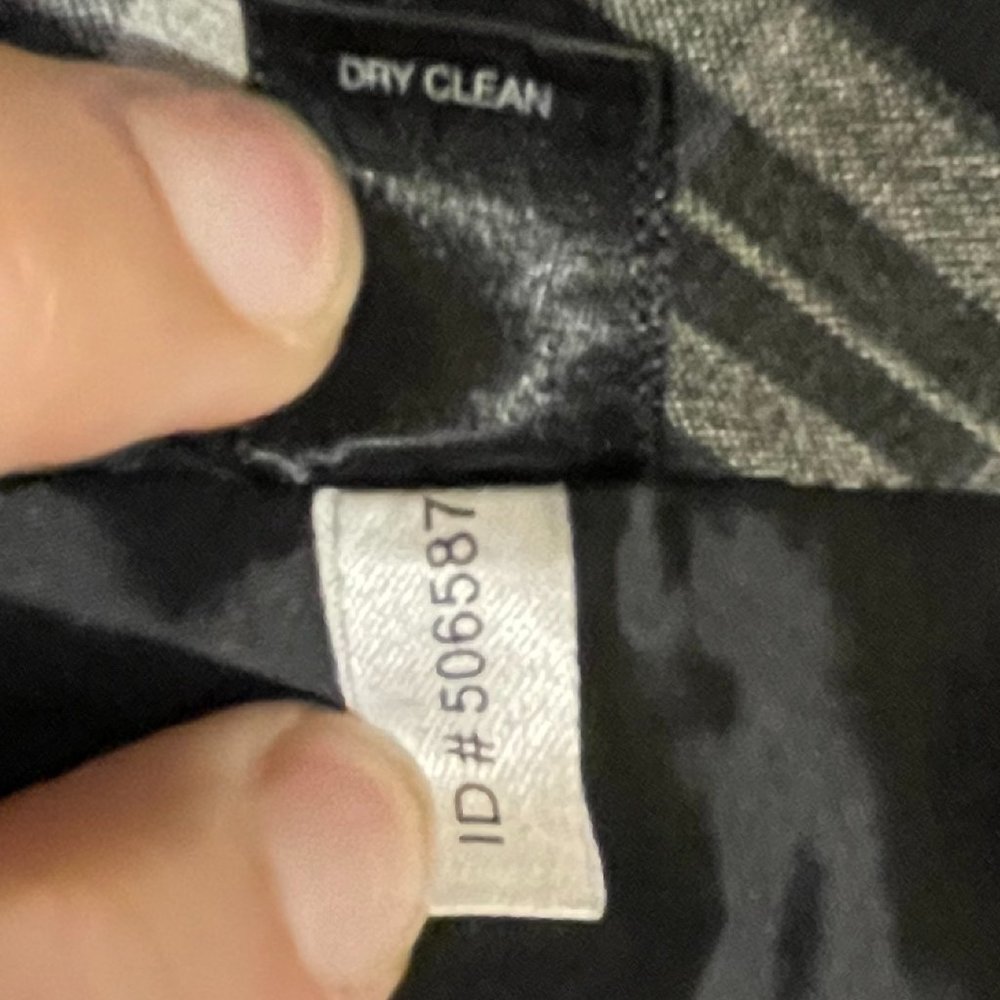 DRY CLEAN
ID # 506587